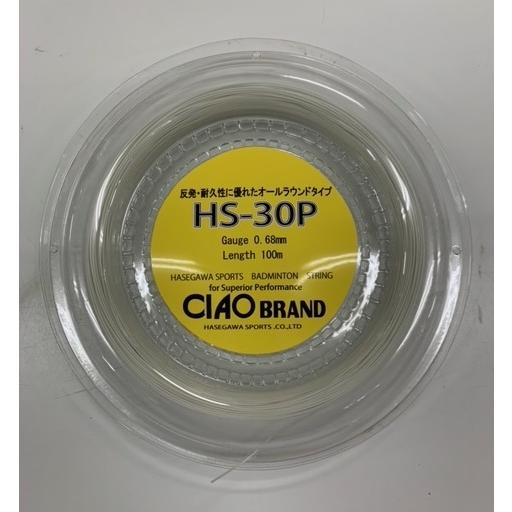 反発・耐久性に優れたオールラウンドタイプ
HS-30P
Gauge 0.68mm
Length 100m
HASEGAWA SPORTS BADMINTON STRING
for Superior Performance
CIAO BRAND
HASEGAWA SPORTS .CO.,LTD